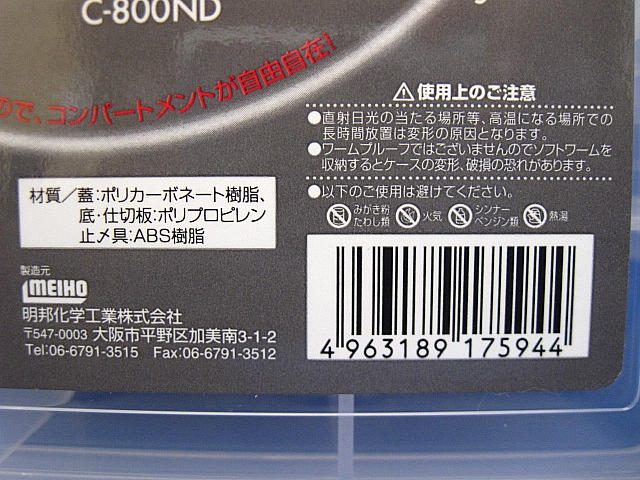 C-800ND
ので、コンパートメントが自由自在!
⚠使用上のご注意
●直射日光の当たる場所等、高温になる場所での
長時間放置は変形の原因となります。
●ワームプルーフではございませんのでソフトワームを
収納するとケースの変形、破損の恐れがあります。
●以下のご使用は避けてください。
みがき粉
たわし類
火気
シンナー
ベンジン類
熱湯
材質/蓋:ポリカーボネート樹脂、
底・仕切板:ポリプロピレン
止メ具:ABS樹脂
製造元
MEIHO
明邦化学工業株式会社
〒547-0003 大阪市平野区加美南3-1-2
Tel:06-6791-3515 Fax:06-6791-3512
4 963189 175944